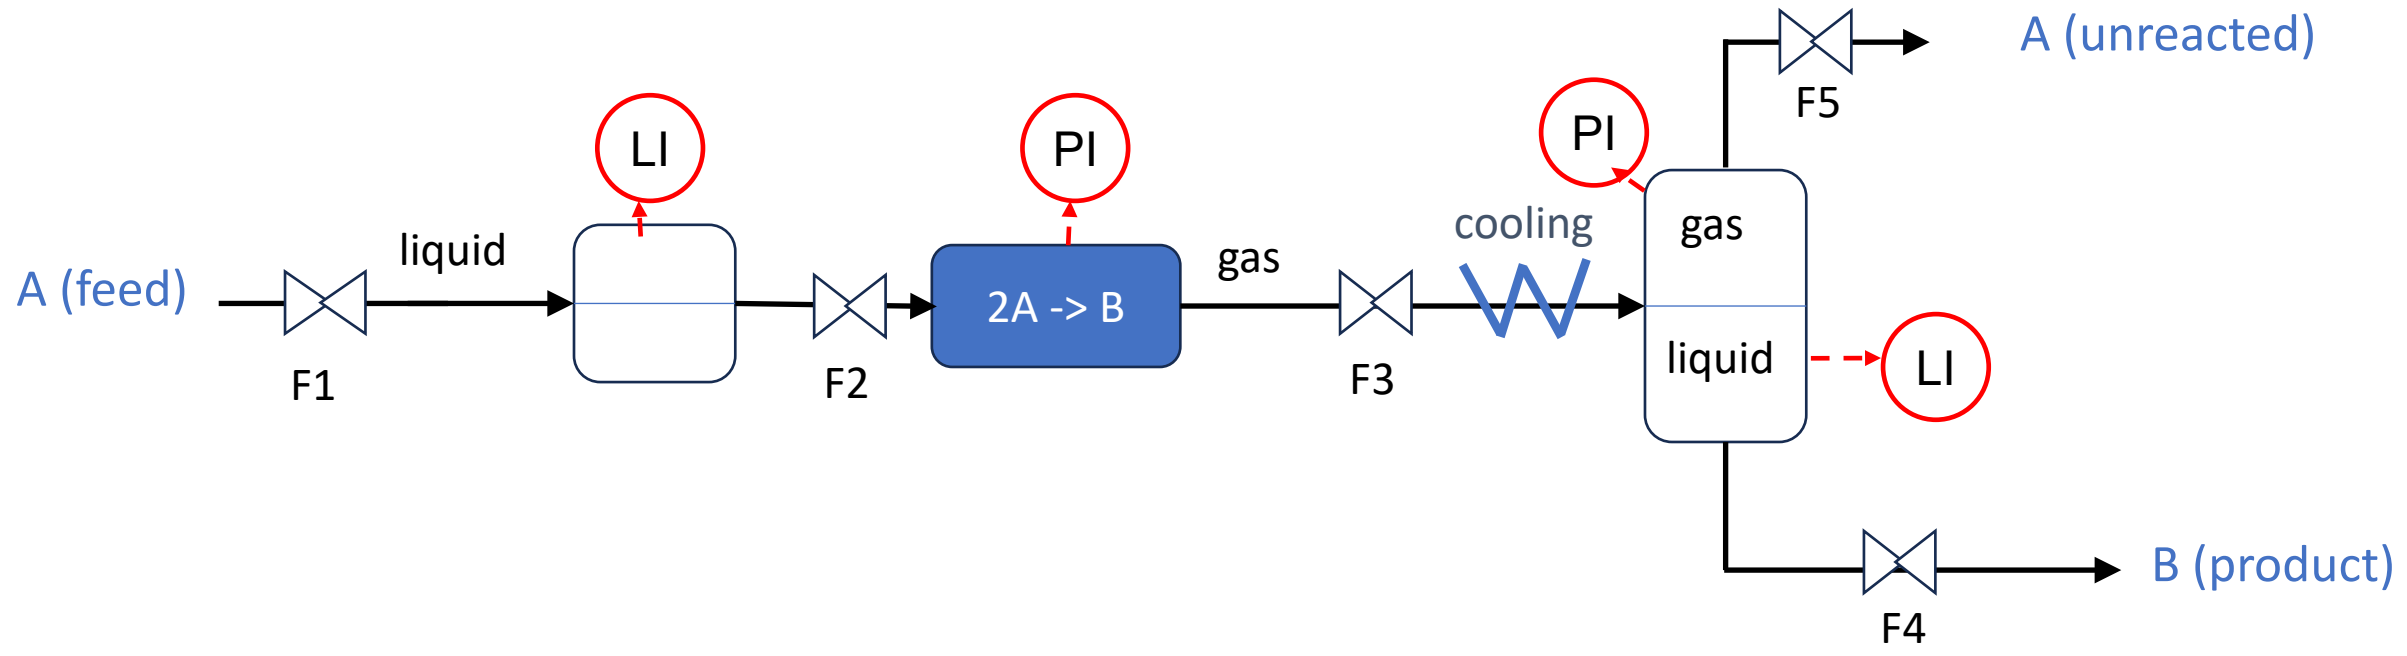 A (unreacted)
F5
PI
LI
PI
gas
cooling
liquid
gas
A (feed)
2A -> B
liquid
LI
F1
F2
F3
B (product)
F4